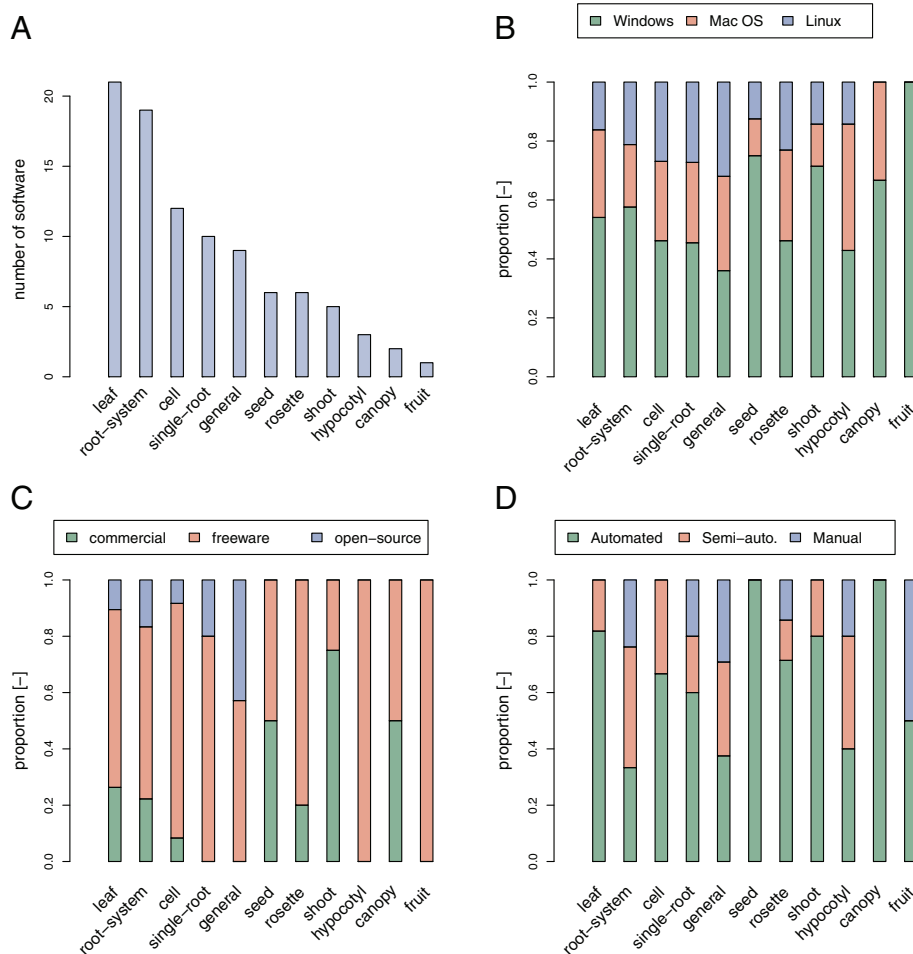 A
number of software
0 5 10 15 20
leaf root-system cell single-root general seed rosette shoot hypocotyl canopy fruit
B
Windows Mac OS Linux
proportion [-]
0.0 0.2 0.4 0.6 0.8 1.0
leaf root-system cell single-root general seed rosette shoot hypocotyl canopy fruit
C
commercial freeware open-source
proportion [-]
0.0 0.2 0.4 0.6 0.8 1.0
leaf root-system cell single-root general seed rosette shoot hypocotyl canopy fruit
D
Automated Semi-auto. Manual
proportion [-]
0.0 0.2 0.4 0.6 0.8 1.0
leaf root-system cell single-root general seed rosette shoot hypocotyl canopy fruit